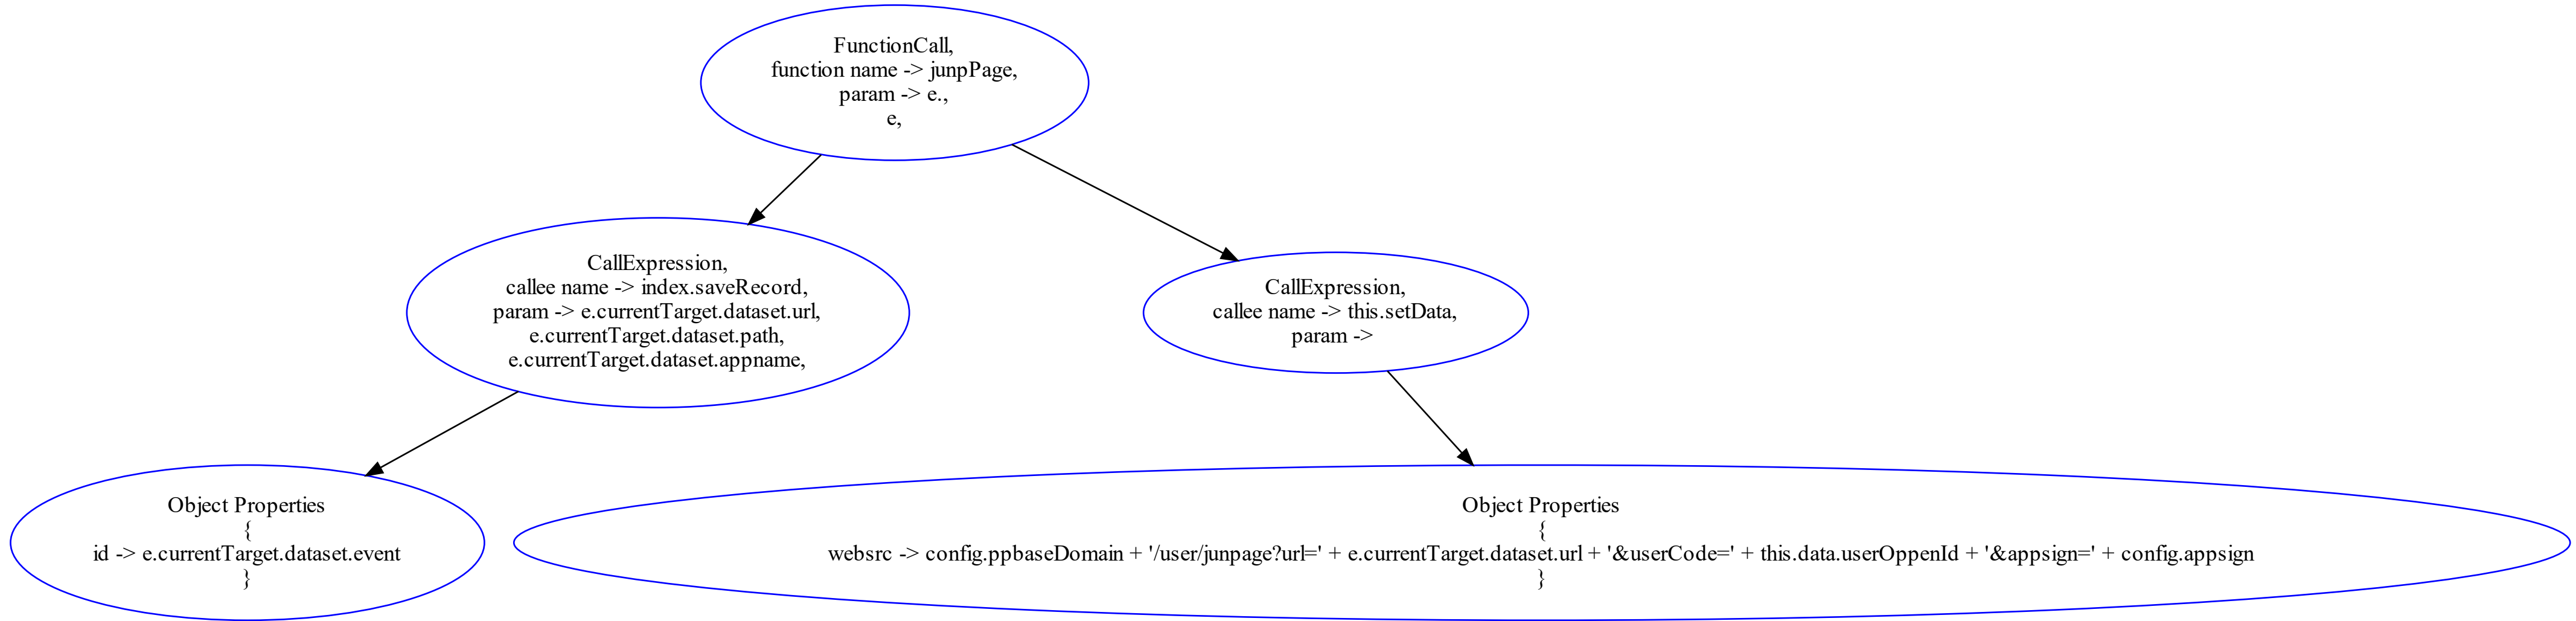 FunctionCall,
function name -> junpPage,
param -> e.,
e,
CallExpression,
callee name -> index.saveRecord,
param -> e.currentTarget.dataset.url,
e.currentTarget.dataset.path,
e.currentTarget.dataset.appname,
CallExpression,
callee name -> this.setData,
param ->
Object Properties
{
id -> e.currentTarget.dataset.event
}
Object Properties
{
websrc -> config.ppbaseDomain + '/user/junpage?url=' + e.currentTarget.dataset.url + '&userCode=' + this.data.userOppenId + '&appsign=' + config.appsign
}